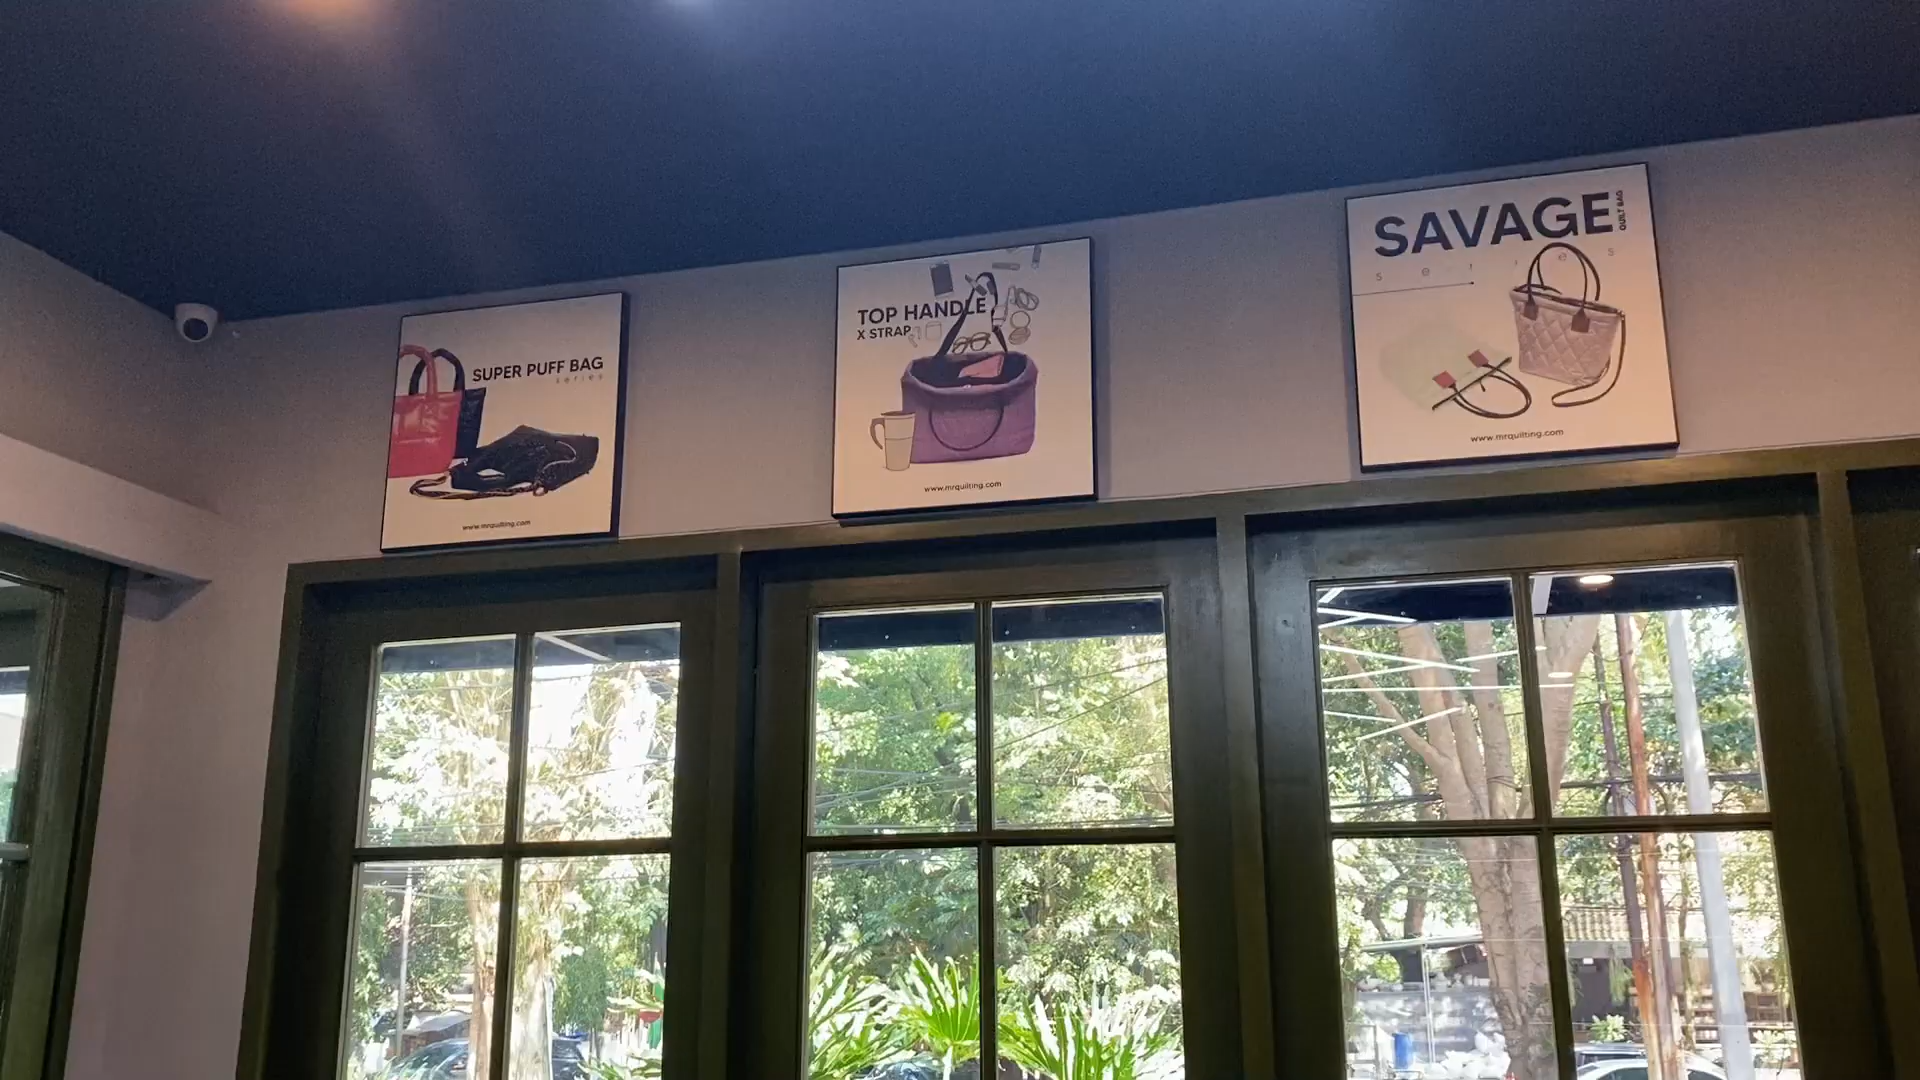 SUPER PUFF BAG
series
www.mrquilting.com
TOP HANDLE
X STRAP
www.mrquilting.com
SAVAGE
QUILT BAG
series
www.mrquilting.com